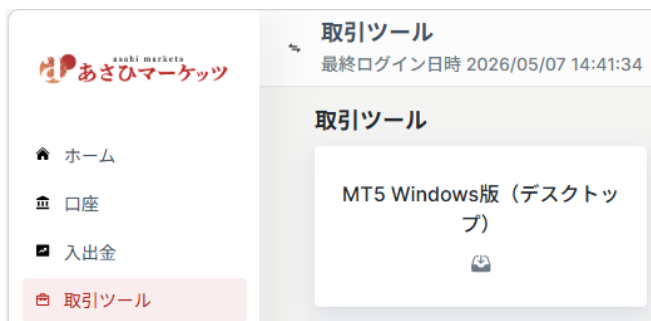 asahi markets
あさひマーケッツ
ホーム
口座
入出金
取引ツール
取引ツール
最終ログイン日時 2026/05/07 14:41:34
取引ツール
MT5 Windows版（デスクトッ
プ）